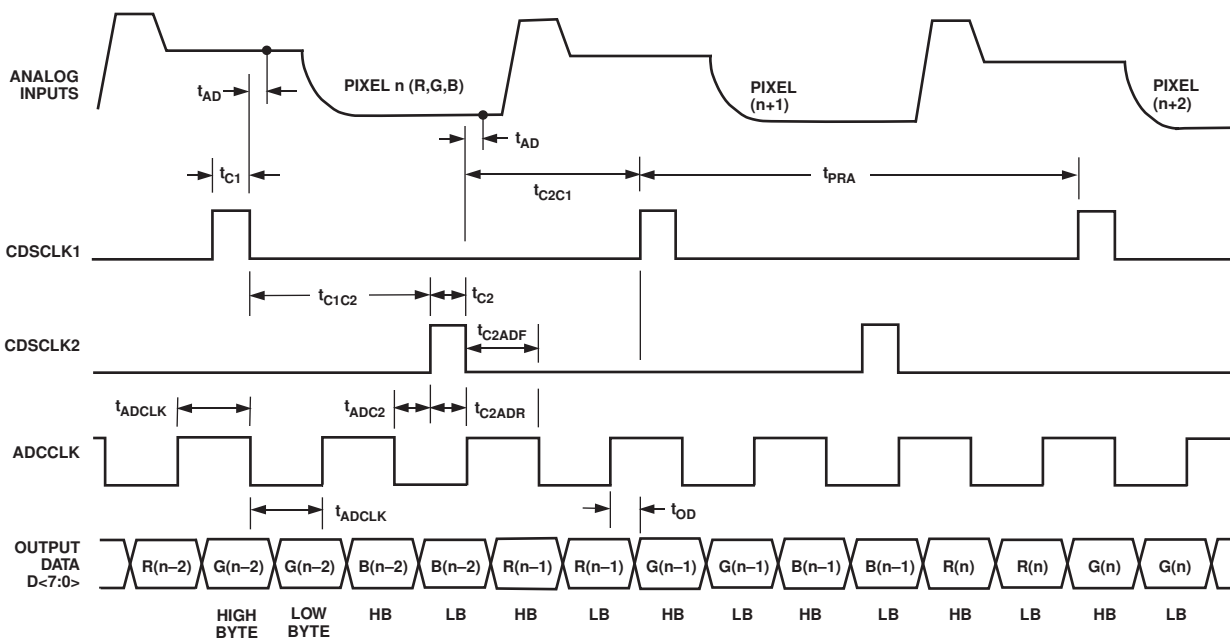 ANALOG
INPUTS
tAD
PIXEL n (R,G,B)
tAD
PIXEL
(n+1)
PIXEL
(n+2)
tC1
tC2C1
tPRA
CDSCLK1
tC1C2
tC2
CDSCLK2
tC2ADF
tADCLK
tADC2
tC2ADR
ADCCLK
tADCLK
tOD
OUTPUT
DATA
D<7:0>
R(n–2) G(n–2) G(n–2) B(n–2) B(n–2) R(n–1) R(n–1) G(n–1) G(n–1) B(n–1) B(n–1) R(n) R(n) G(n) G(n)
HIGH
BYTE
LOW
BYTE
HB LB HB LB HB LB HB LB HB LB HB LB